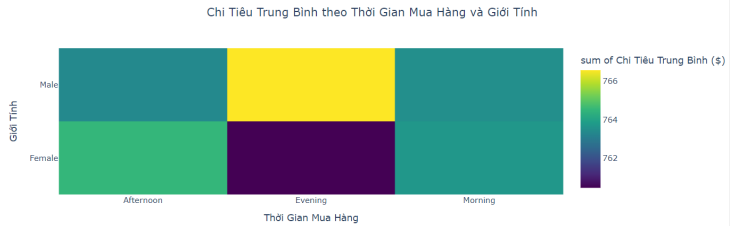 Chi Tiêu Trung Bình theo Thời Gian Mua Hàng và Giới Tính
sum of Chi Tiêu Trung Bình ($)
766
764
762
Male
Female
Giới Tính
Afternoon
Evening
Morning
Thời Gian Mua Hàng